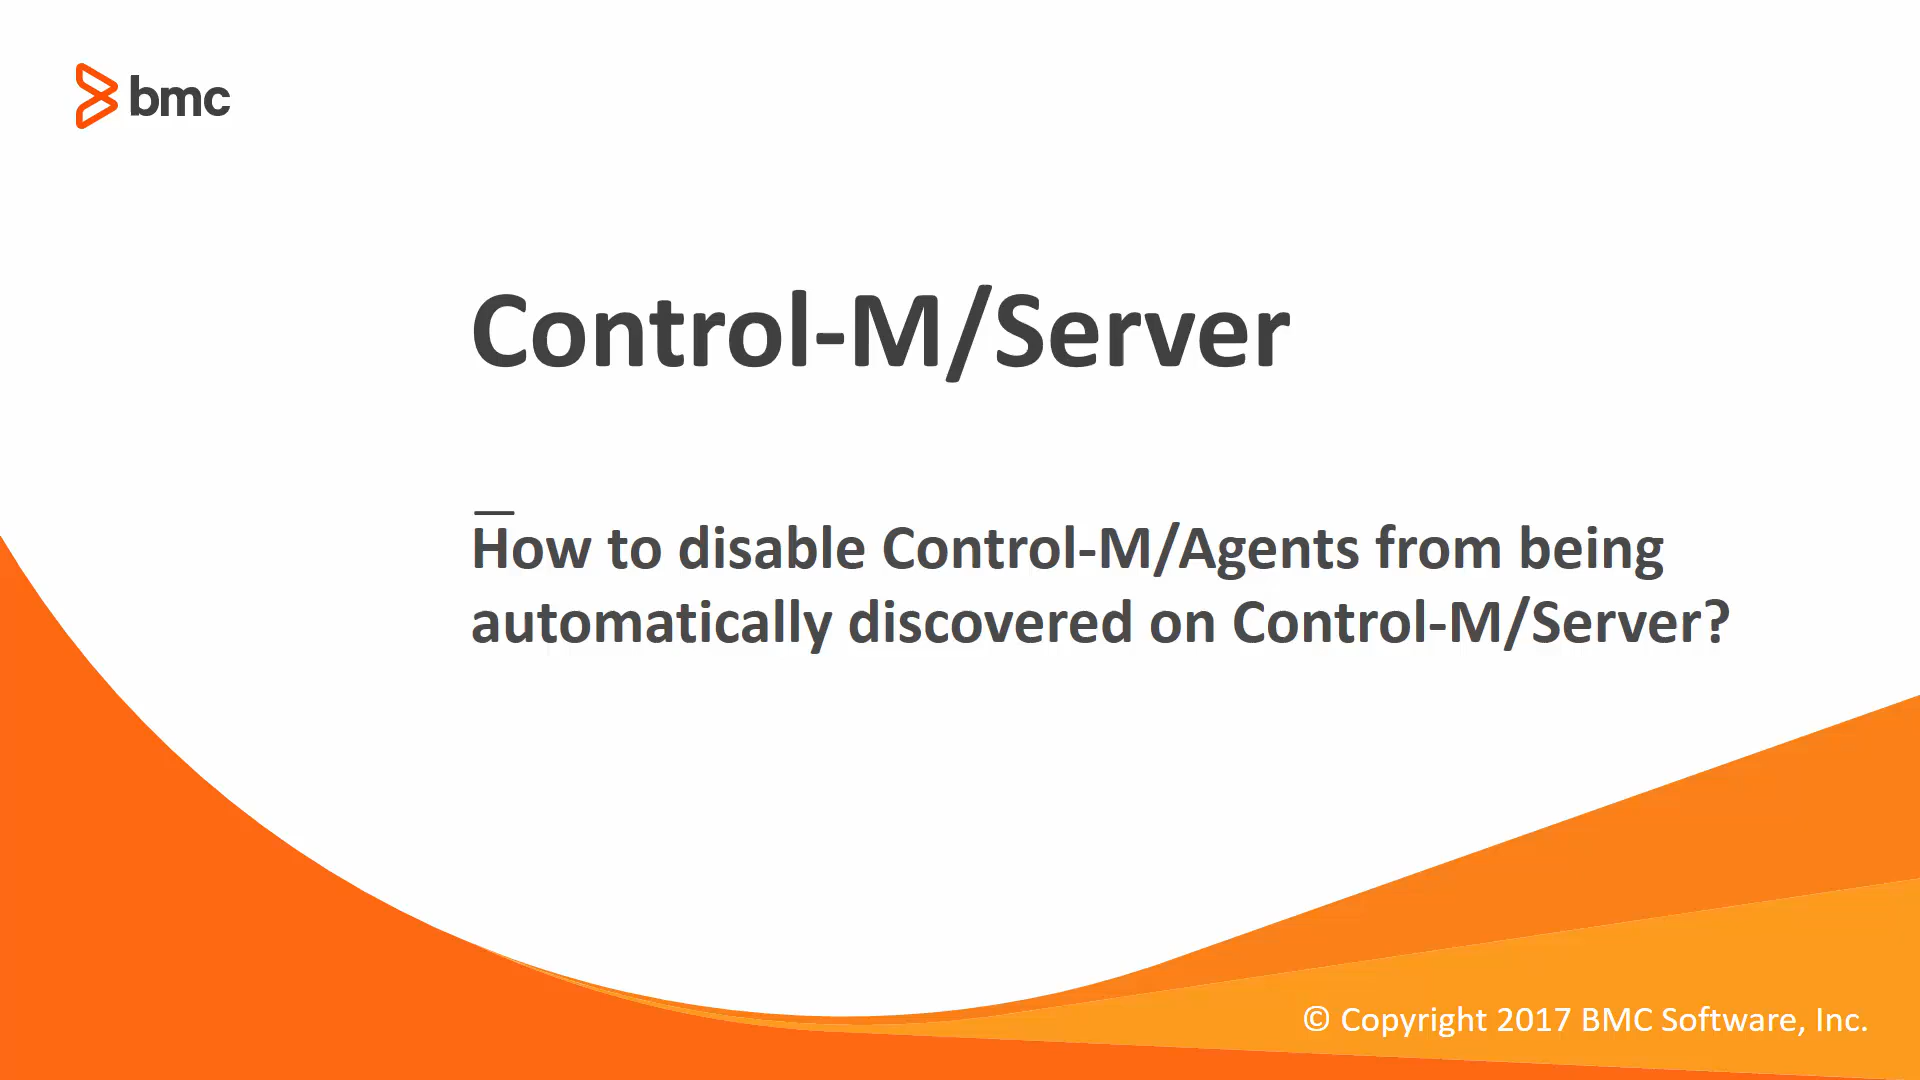 bmc
Control-M/Server
How to disable Control-M/Agents from being
automatically discovered on Control-M/Server?
© Copyright 2017 BMC Software, Inc.